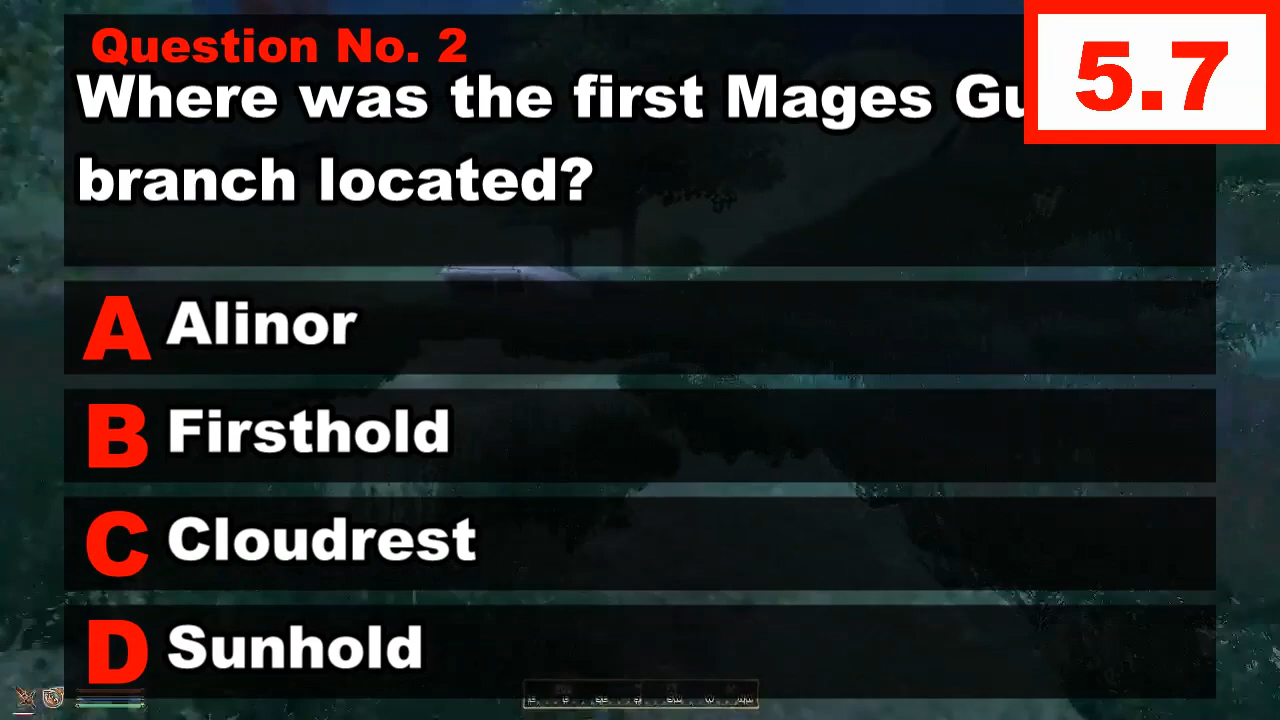 Question No. 2
5.7
Where was the first Mages Gu
branch located?
A Alinor
B Firsthold
C Cloudrest
D Sunhold